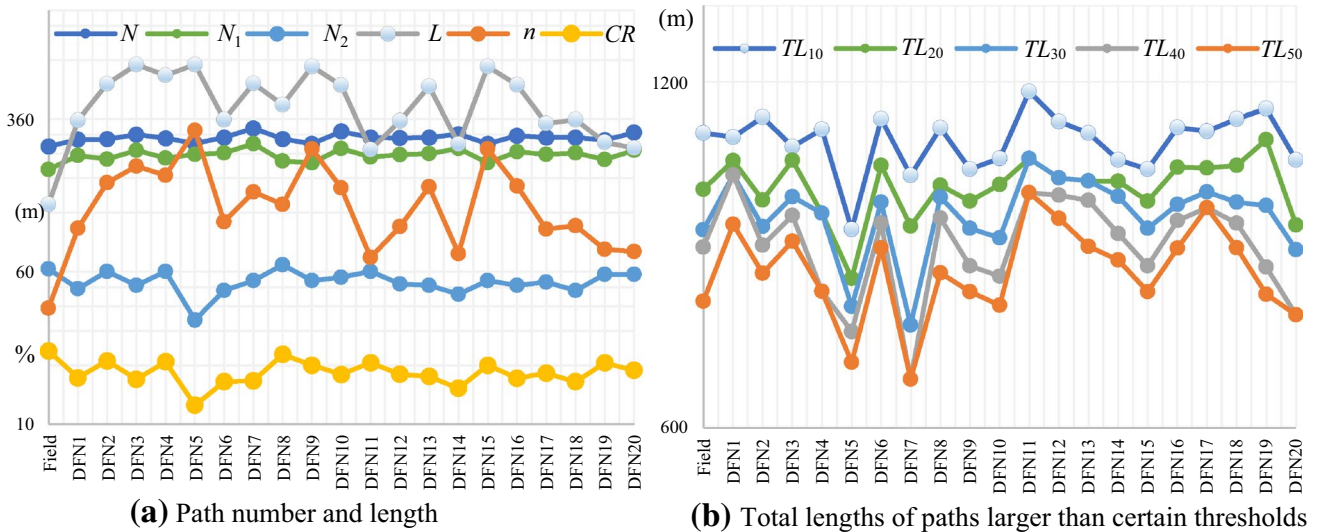 N N₁ N₂ L n CR
360
(m)
60
%
10
Field DFN1 DFN2 DFN3 DFN4 DFN5 DFN6 DFN7 DFN8 DFN9 DFN10 DFN11 DFN12 DFN13 DFN14 DFN15 DFN16 DFN17 DFN18 DFN19 DFN20
(a) Path number and length
(m)
TL₁₀ TL₂₀ TL₃₀ TL₄₀ TL₅₀
1200
600
Field DFN1 DFN2 DFN3 DFN4 DFN5 DFN6 DFN7 DFN8 DFN9 DFN10 DFN11 DFN12 DFN13 DFN14 DFN15 DFN16 DFN17 DFN18 DFN19 DFN20
(b) Total lengths of paths larger than certain thresholds